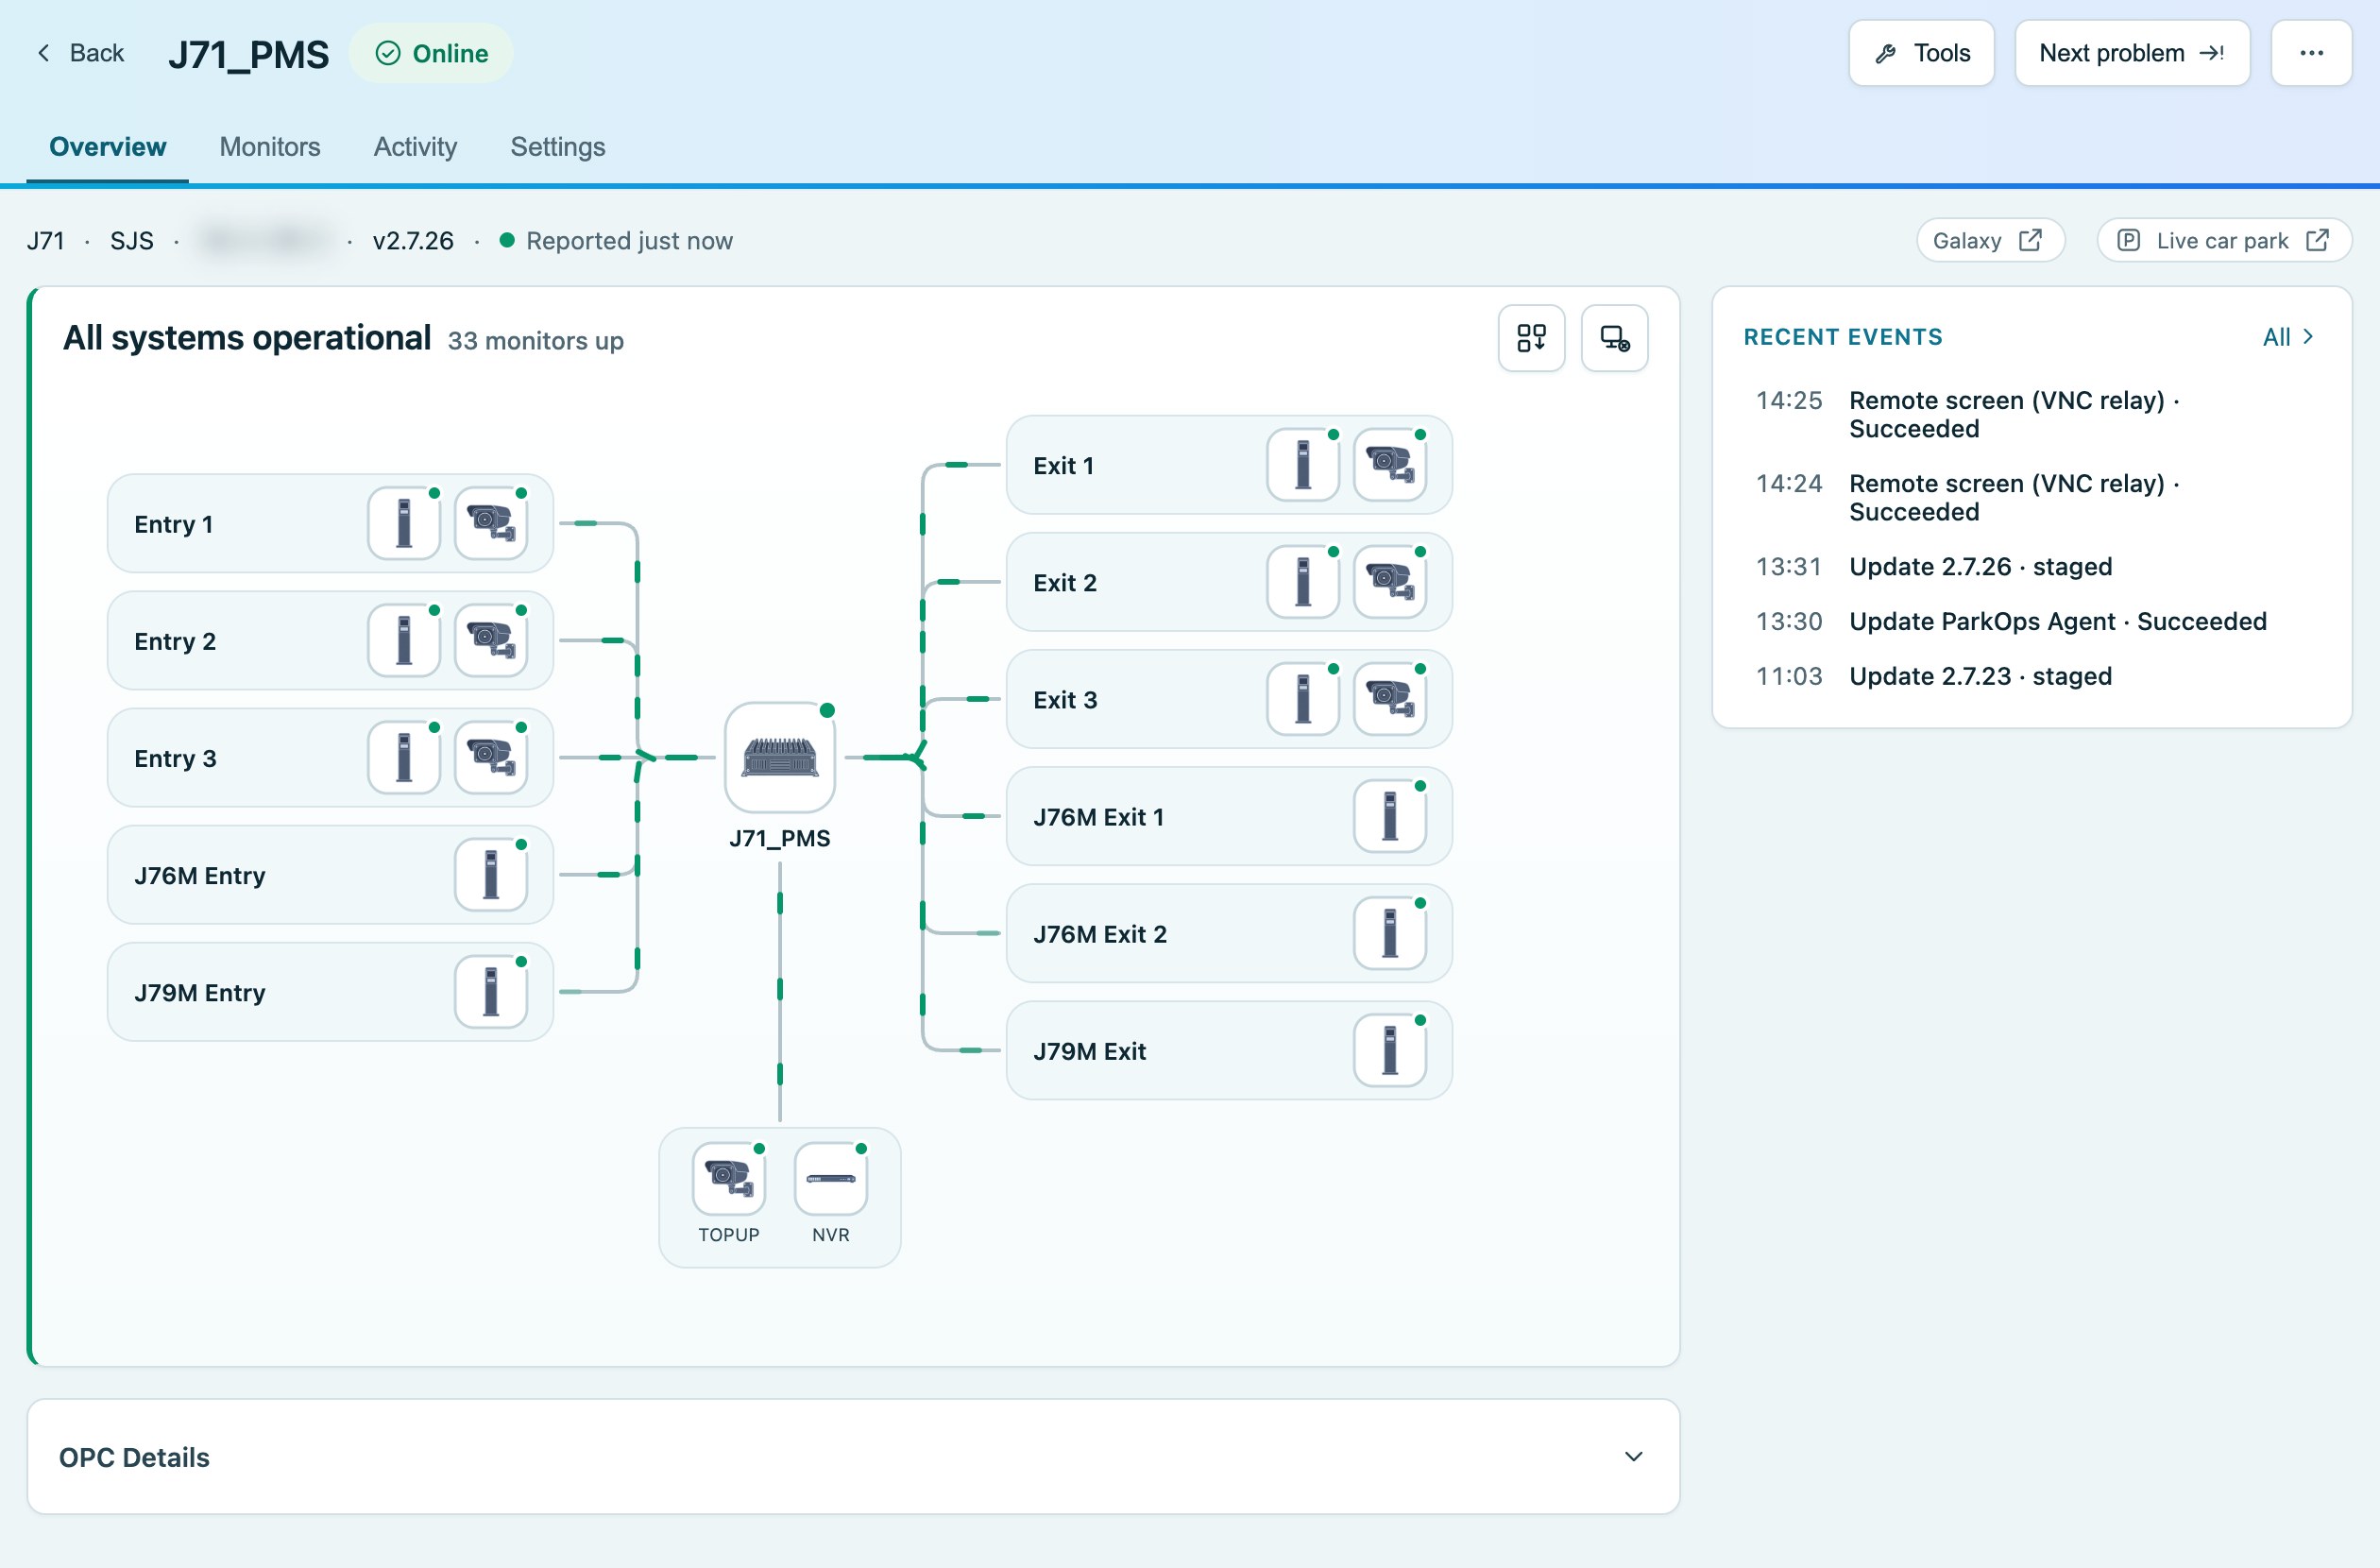 Back
J71_PMS
Online
Tools
Next problem
Overview
Monitors
Activity
Settings
J71 · SJS ·
· v2.7.26 · Reported just now
Galaxy
Live car park
All systems operational 33 monitors up
Entry 1
Entry 2
Entry 3
J76M Entry
J79M Entry
J71_PMS
Exit 1
Exit 2
Exit 3
J76M Exit 1
J76M Exit 2
J79M Exit
TOPUP
NVR
RECENT EVENTS
All
14:25 Remote screen (VNC relay) ·
Succeeded
14:24 Remote screen (VNC relay) ·
Succeeded
13:31 Update 2.7.26 · staged
13:30 Update ParkOps Agent · Succeeded
11:03 Update 2.7.23 · staged
OPC Details